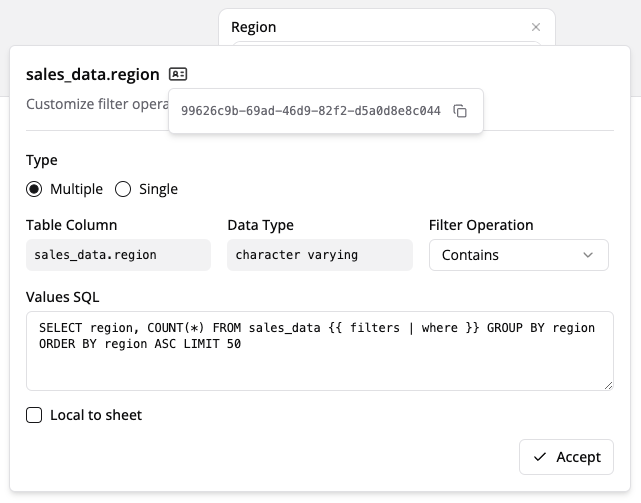 Region
sales_data.region
Customize filter opera
99626c9b-69ad-46d9-82f2-d5a0d8e8c044
Type
Multiple Single
Table Column Data Type Filter Operation
sales_data.region character varying Contains
Values SQL
SELECT region, COUNT(*) FROM sales_data {{ filters | where }} GROUP BY region
ORDER BY region ASC LIMIT 50
Local to sheet
Accept